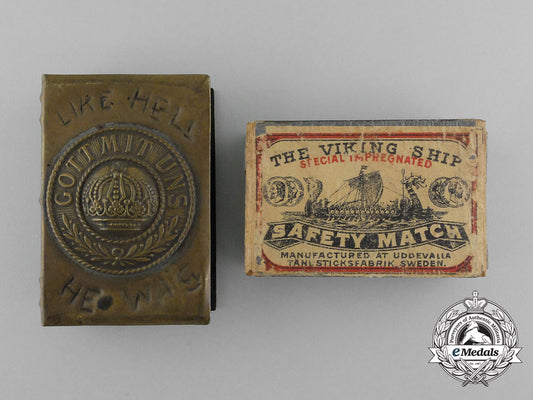 LIKE HELL
GOTT MIT UNS
HE WAS
THE VIKING SHIP
SPECIAL IMPREGNATED
SAFETY MATCH
MANUFACTURED AT UDDEVALLA
TÄNDSTICKSFABRIK, SWEDEN.
eMedals